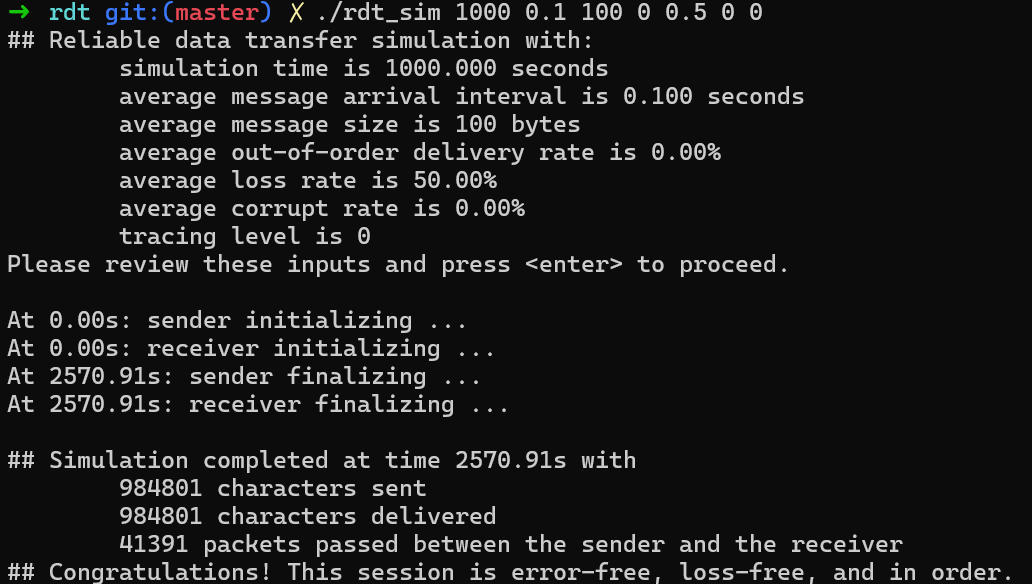 → rdt git:(master) ✗ ./rdt_sim 1000 0.1 100 0 0.5 0 0
## Reliable data transfer simulation with:
simulation time is 1000.000 seconds
average message arrival interval is 0.100 seconds
average message size is 100 bytes
average out-of-order delivery rate is 0.00%
average loss rate is 50.00%
average corrupt rate is 0.00%
tracing level is 0
Please review these inputs and press <enter> to proceed.
At 0.00s: sender initializing ...
At 0.00s: receiver initializing ...
At 2570.91s: sender finalizing ...
At 2570.91s: receiver finalizing ...
## Simulation completed at time 2570.91s with
984801 characters sent
984801 characters delivered
41391 packets passed between the sender and the receiver
## Congratulations! This session is error-free, loss-free, and in order.